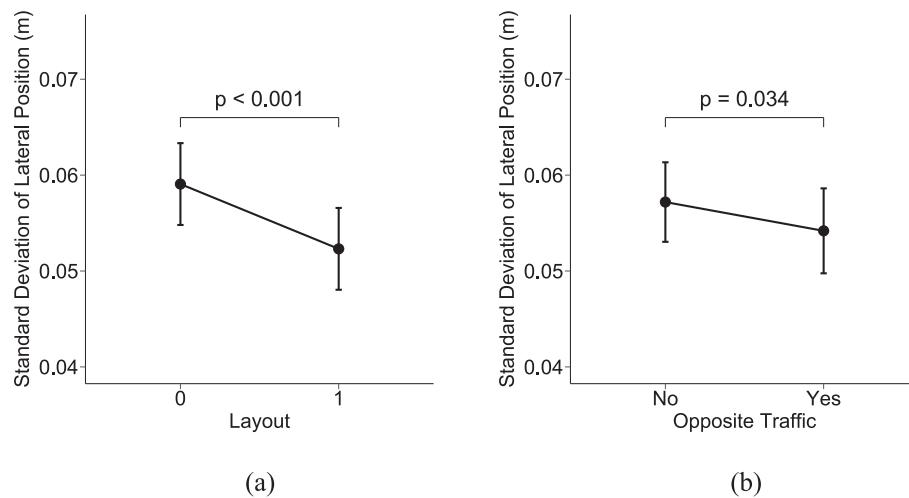 Standard Deviation of Lateral Position (m)
0.07
0.06
0.05
0.04
p < 0.001
0
1
Layout
(a)
Standard Deviation of Lateral Position (m)
0.07
0.06
0.05
0.04
p = 0.034
No
Yes
Opposite Traffic
(b)